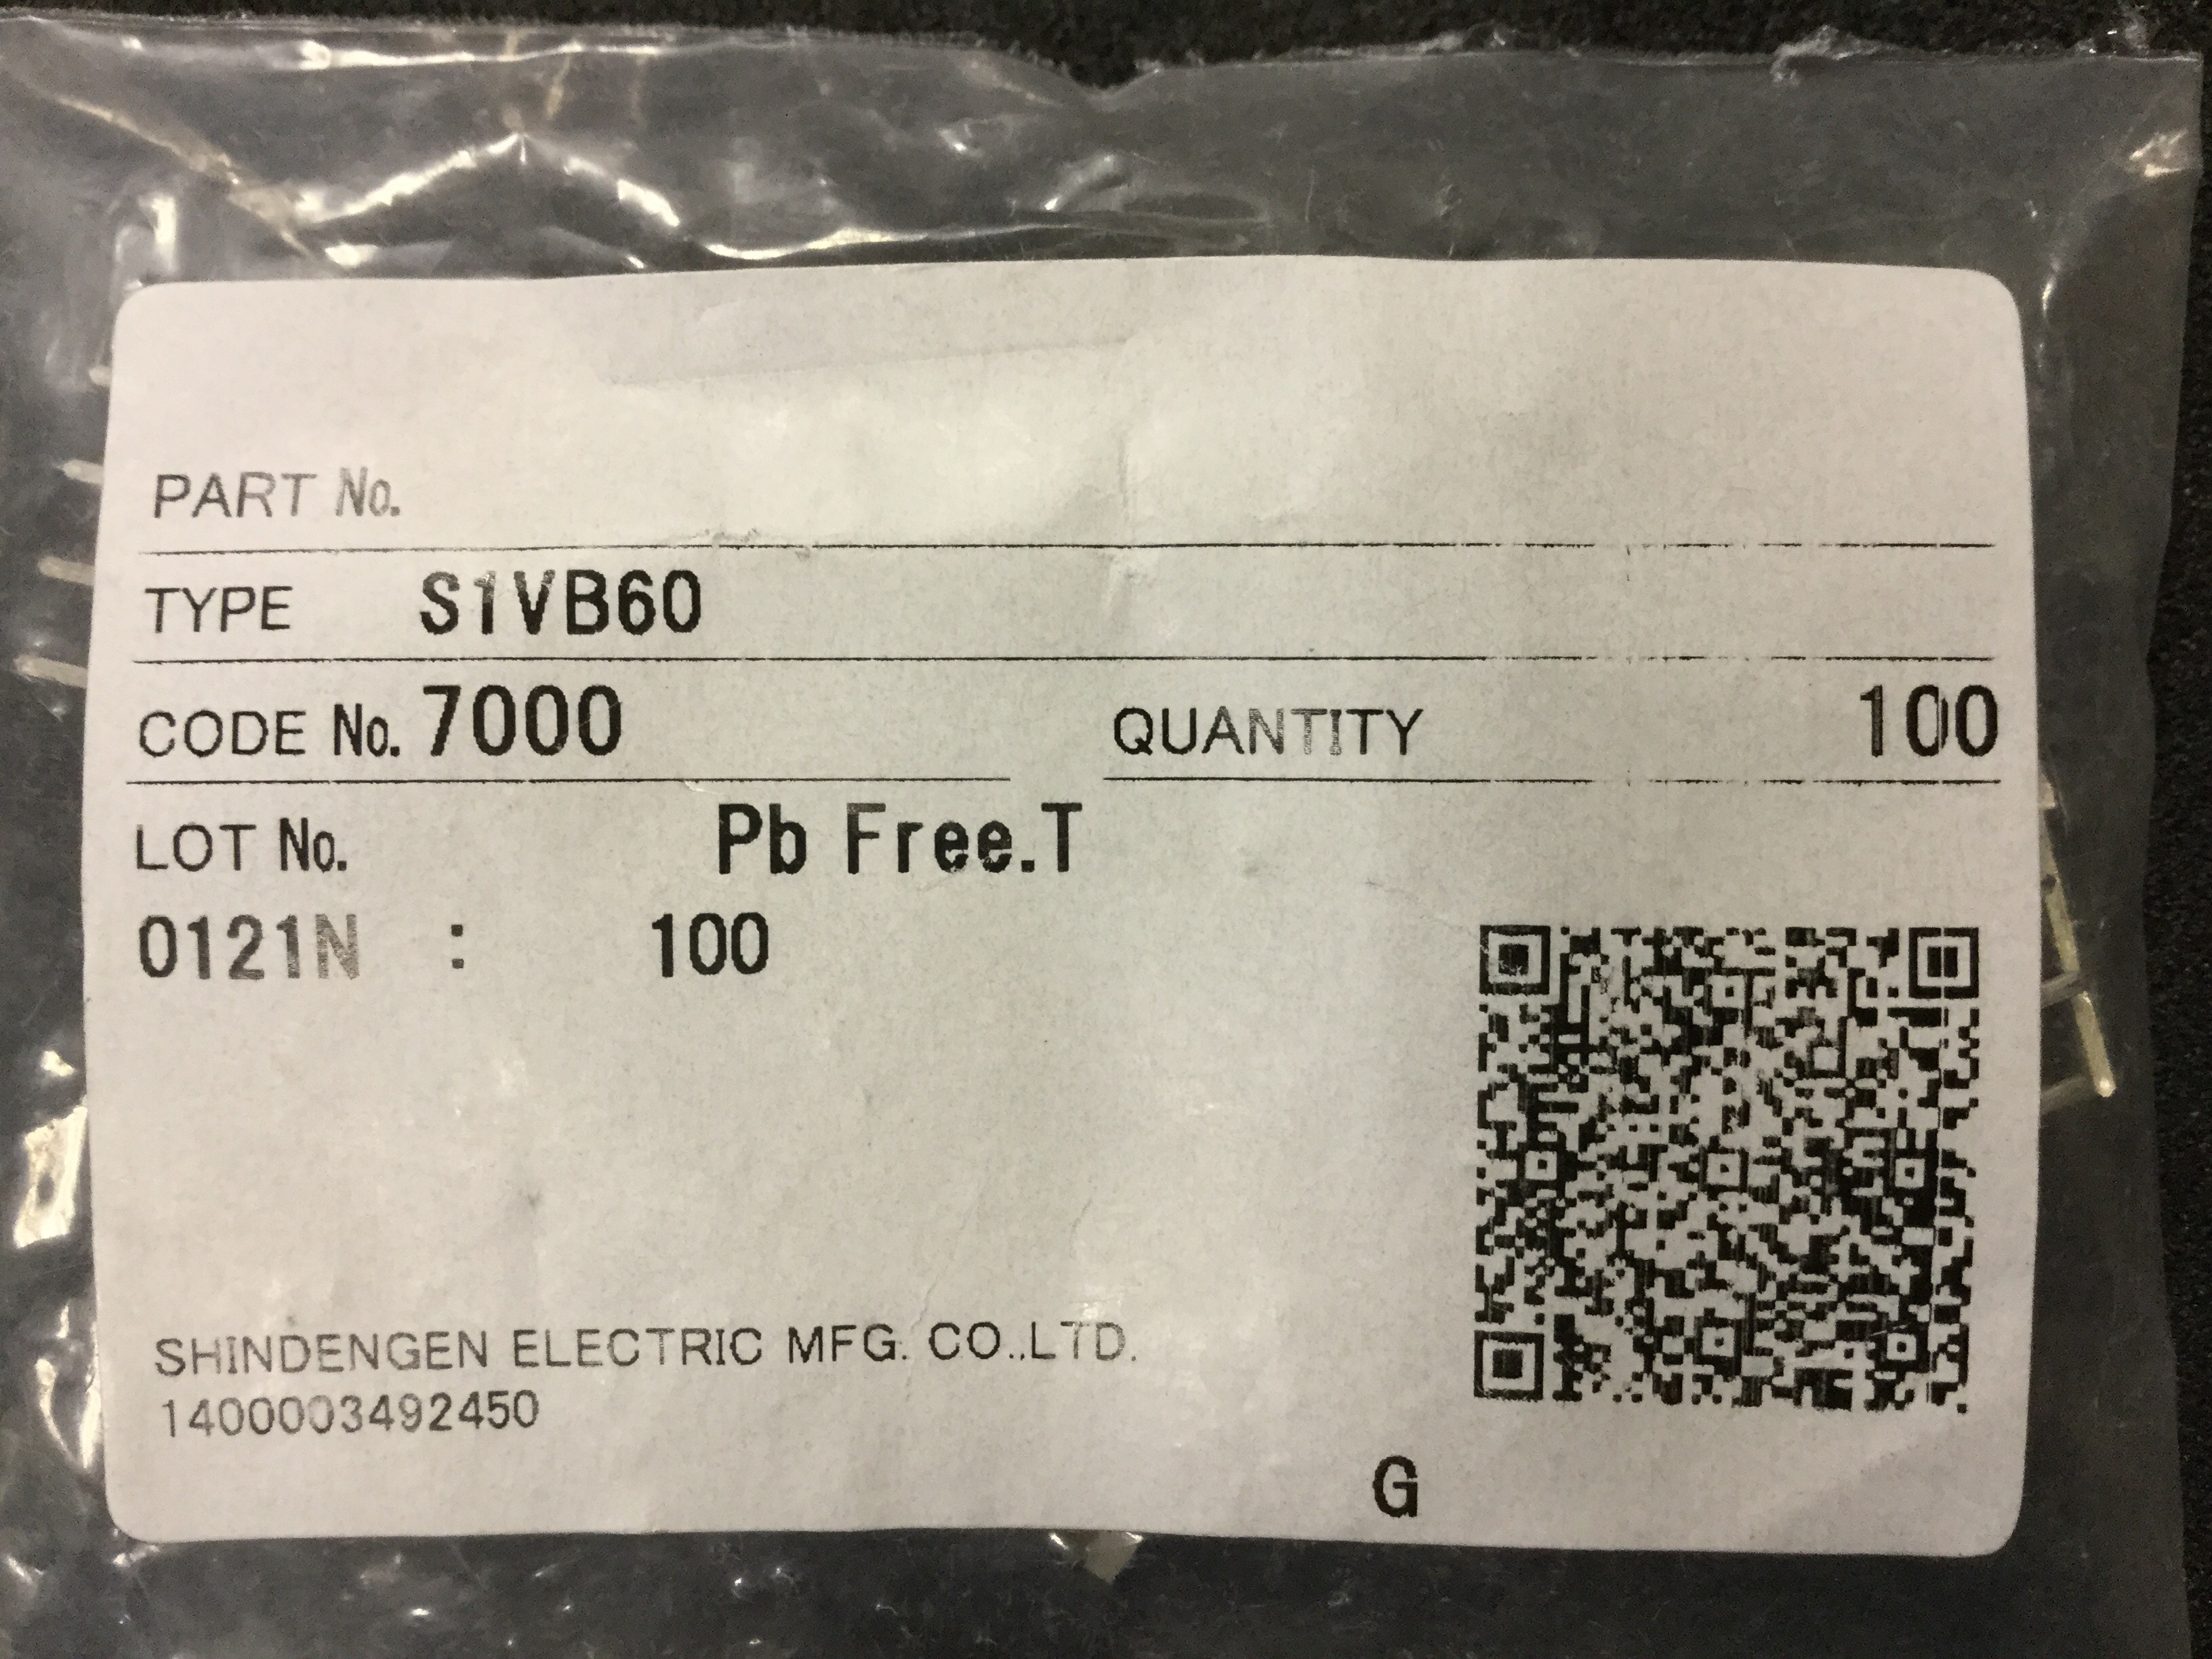 PART No.
TYPE S1VB60
CODE No. 7000 QUANTITY 100
LOT No. Pb Free.T
0121N : 100
SHINDENGEN ELECTRIC MFG. CO.,LTD.
14000003492450
G